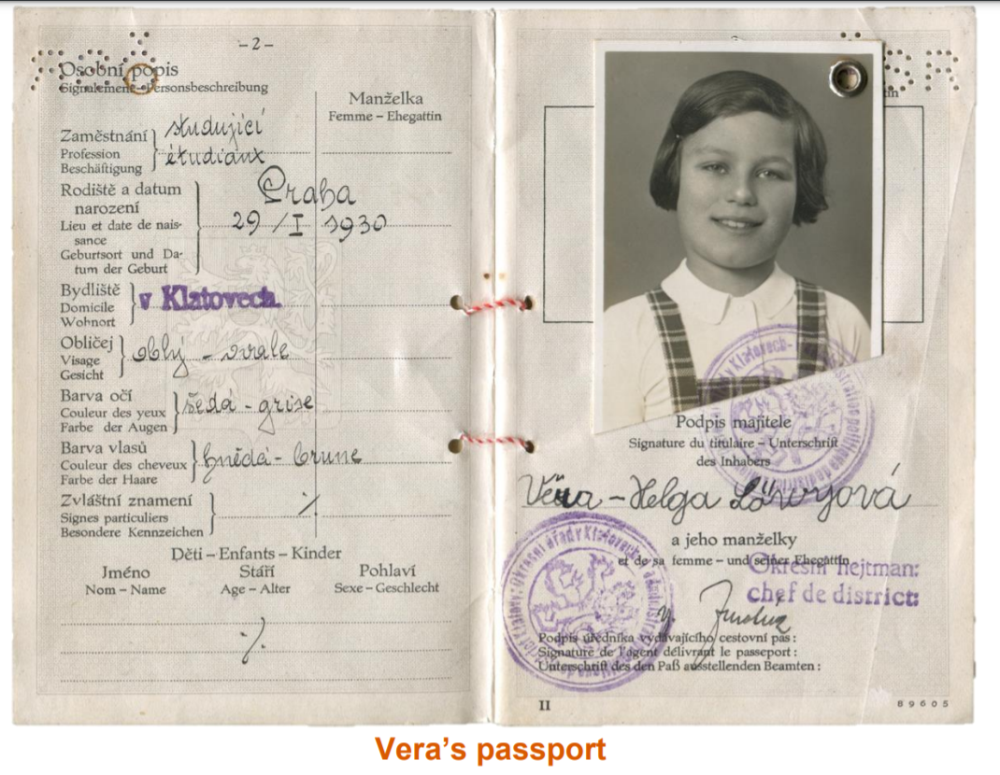 – 2 –
Osobní popis
Signalement – Personsbeschreibung
Manželka
Femme – Ehegattin
Zaměstnání
Profession
Beschäftigung
studující
étudiant
Rodiště a datum
narození
Lieu et date de nais-
sance
Geburtsort und Da-
tum der Geburt
Praha
29 / I 1930
Bydliště
Domicile
Wohnort
v Klatovech.
Obličej
Visage
Gesicht
oblý - ovale
Barva očí
Couleur des yeux
Farbe der Augen
šedá - grise
Barva vlasů
Couleur des cheveux
Farbe der Haare
hnědá - brune
Zvláštní znamení
Signes particuliers
Besondere Kennzeichen
Děti – Enfants – Kinder
Jméno
Nom – Name
Stáří
Age – Alter
Pohlaví
Sexe – Geschlecht
SR
Podpis majitele
Signature du titulaire – Unterschrift
des Inhabers
Věra - Helga Löwyová
a jeho manželky
et de sa femme – und seiner Ehegattin
Okresní hejtman:
chef de district:
Podpis úředníka vydávajícího cestovní pas :
Signature de l'agent délivrant le passeport :
Unterschrift des den Paß ausstellenden Beamten :
II
89605
Vera's passport